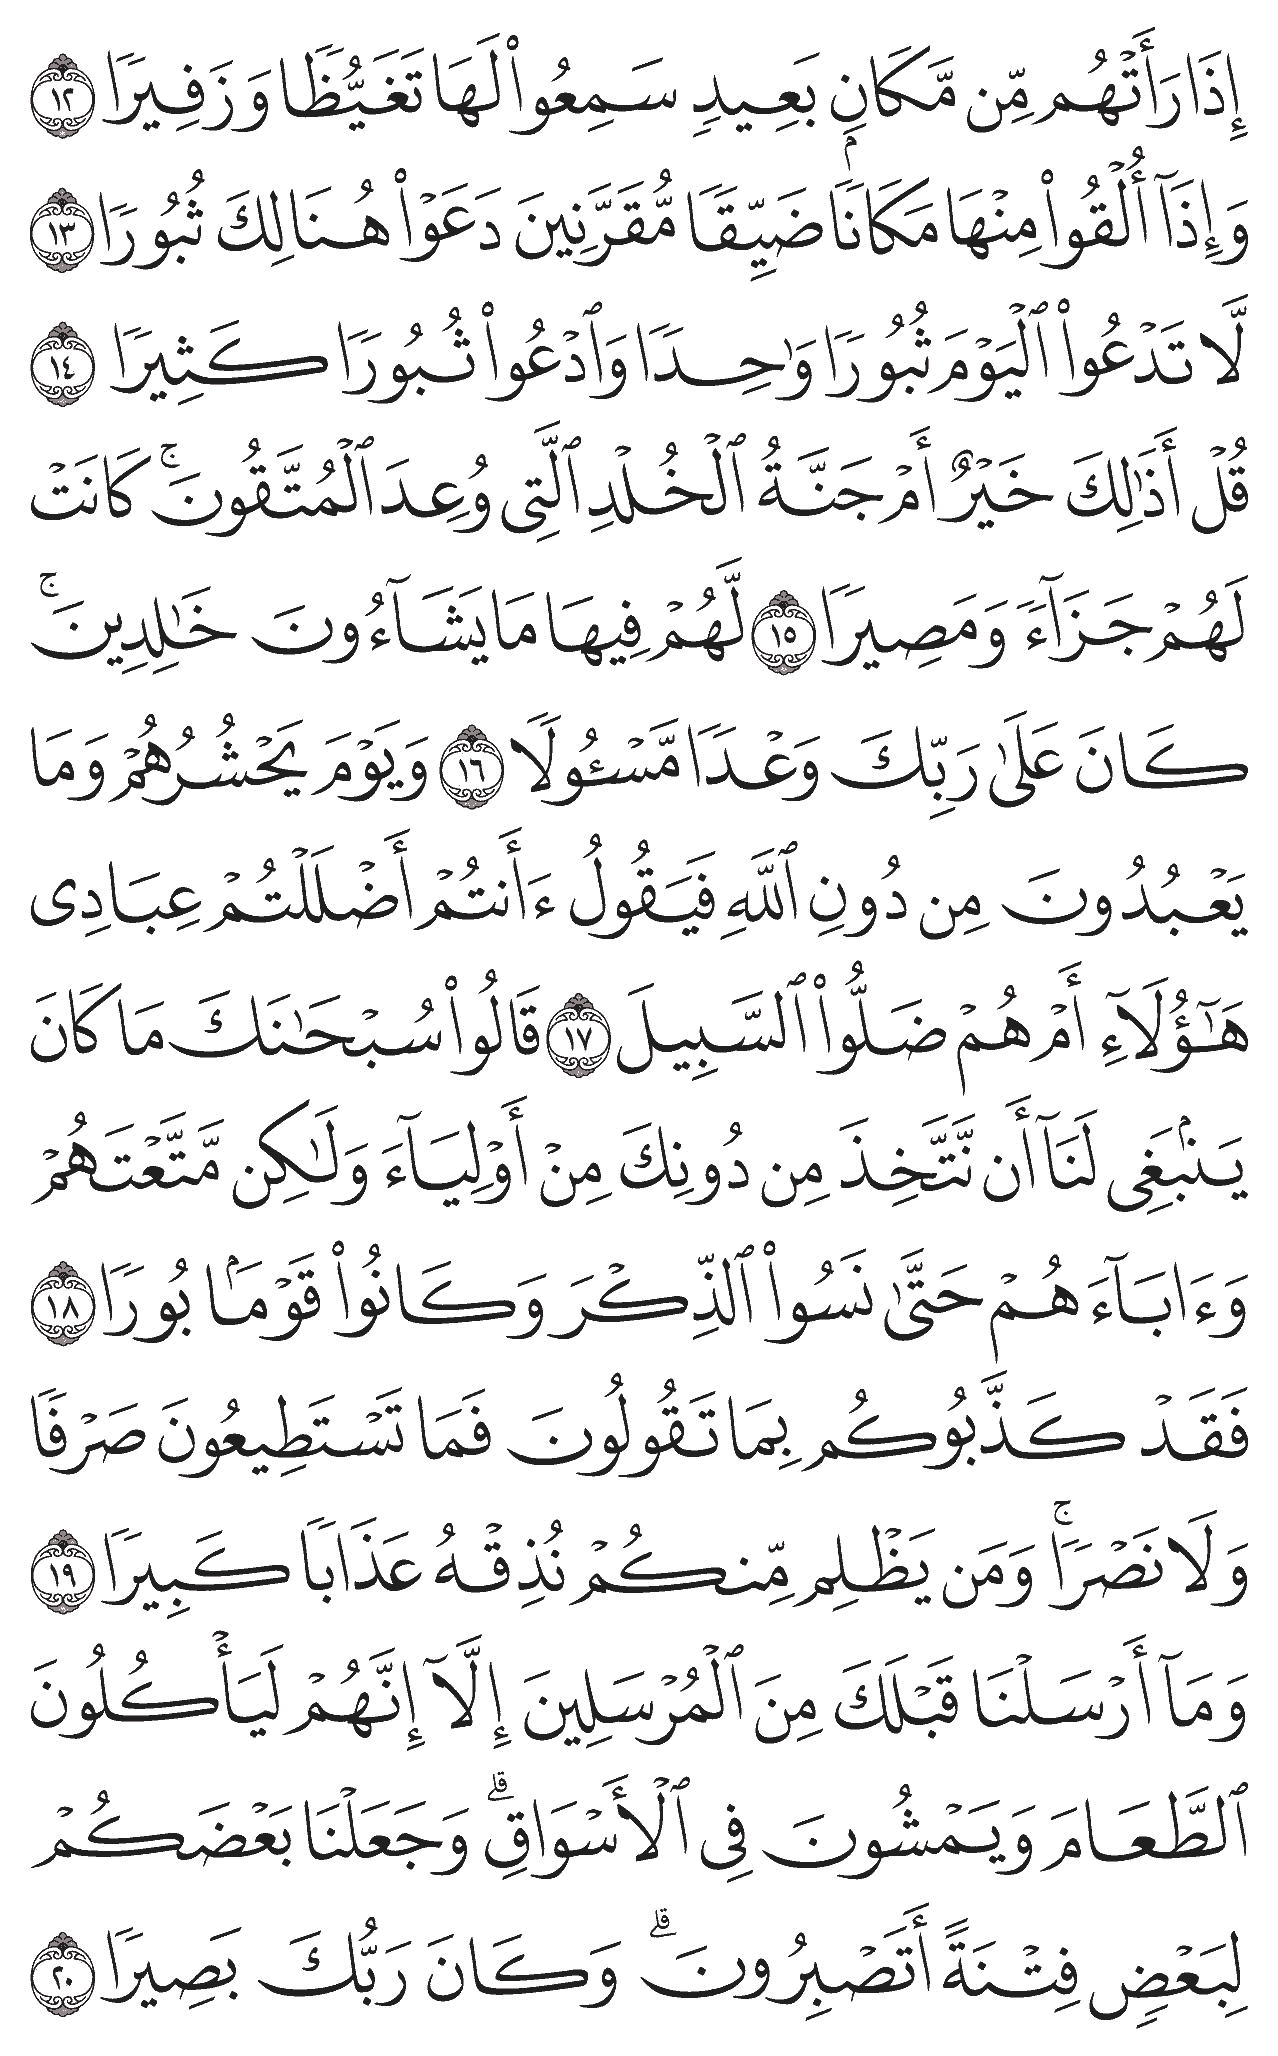 إِذَا رَأَتْهُم مِّن مَّكَانٍۭ بَعِيدٍ سَمِعُوا۟ لَهَا تَغَيُّظًا وَزَفِيرًا ١٢
وَإِذَآ أُلْقُوا۟ مِنْهَا مَكَانًا ضَيِّقًا مُّقَرَّنِينَ دَعَوْا۟ هُنَالِكَ ثُبُورًا ١٣
لَّا تَدْعُوا۟ ٱلْيَوْمَ ثُبُورًا وَٰحِدًا وَٱدْعُوا۟ ثُبُورًا كَثِيرًا ١٤
قُلْ أَذَٰلِكَ خَيْرٌ أَمْ جَنَّةُ ٱلْخُلْدِ ٱلَّتِى وُعِدَ ٱلْمُتَّقُونَ ۚ كَانَتْ
لَهُمْ جَزَآءً وَمَصِيرًا ١٥ لَّهُمْ فِيهَا مَا يَشَآءُونَ خَٰلِدِينَ ۚ
كَانَ عَلَىٰ رَبِّكَ وَعْدًا مَّسْـُٔولًا ١٦ وَيَوْمَ يَحْشُرُهُمْ وَمَا
يَعْبُدُونَ مِن دُونِ ٱللَّهِ فَيَقُولُ ءَأَنتُمْ أَضْلَلْتُمْ عِبَادِى
هَٰٓؤُلَآءِ أَمْ هُمْ ضَلُّوا۟ ٱلسَّبِيلَ ١٧ قَالُوا۟ سُبْحَٰنَكَ مَا كَانَ
يَنۢبَغِى لَنَآ أَن نَّتَّخِذَ مِن دُونِكَ مِنْ أَوْلِيَآءَ وَلَٰكِن مَّتَّعْتَهُمْ
وَءَابَآءَهُمْ حَتَّىٰ نَسُوا۟ ٱلذِّكْرَ وَكَانُوا۟ قَوْمًۢا بُورًا ١٨
فَقَدْ كَذَّبُوكُم بِمَا تَقُولُونَ فَمَا تَسْتَطِيعُونَ صَرْفًا
وَلَا نَصْرًا ۚ وَمَن يَظْلِم مِّنكُمْ نُذِقْهُ عَذَابًا كَبِيرًا ١٩
وَمَآ أَرْسَلْنَا قَبْلَكَ مِنَ ٱلْمُرْسَلِينَ إِلَّآ إِنَّهُمْ لَيَأْكُلُونَ
ٱلطَّعَامَ وَيَمْشُونَ فِى ٱلْأَسْوَاقِ ۗ وَجَعَلْنَا بَعْضَكُمْ
لِبَعْضٍ فِتْنَةً أَتَصْبِرُونَ ۗ وَكَانَ رَبُّكَ بَصِيرًا ٢٠